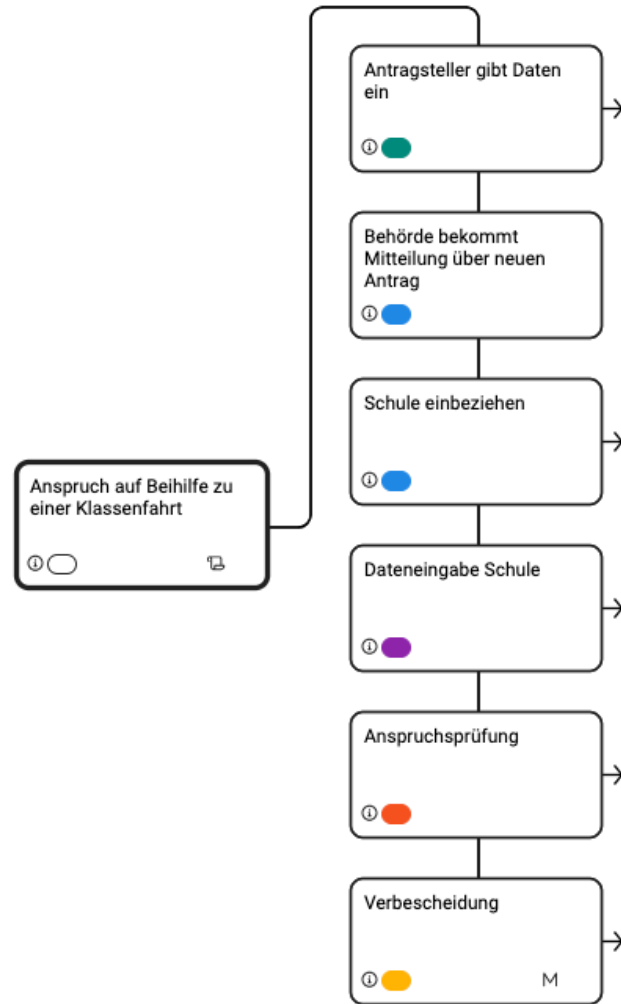 Antragsteller gibt Daten
ein
Behörde bekommt
Mitteilung über neuen
Antrag
Schule einbeziehen
Anspruch auf Beihilfe zu
einer Klassenfahrt
Dateneingabe Schule
Anspruchsprüfung
Verbescheidung
M